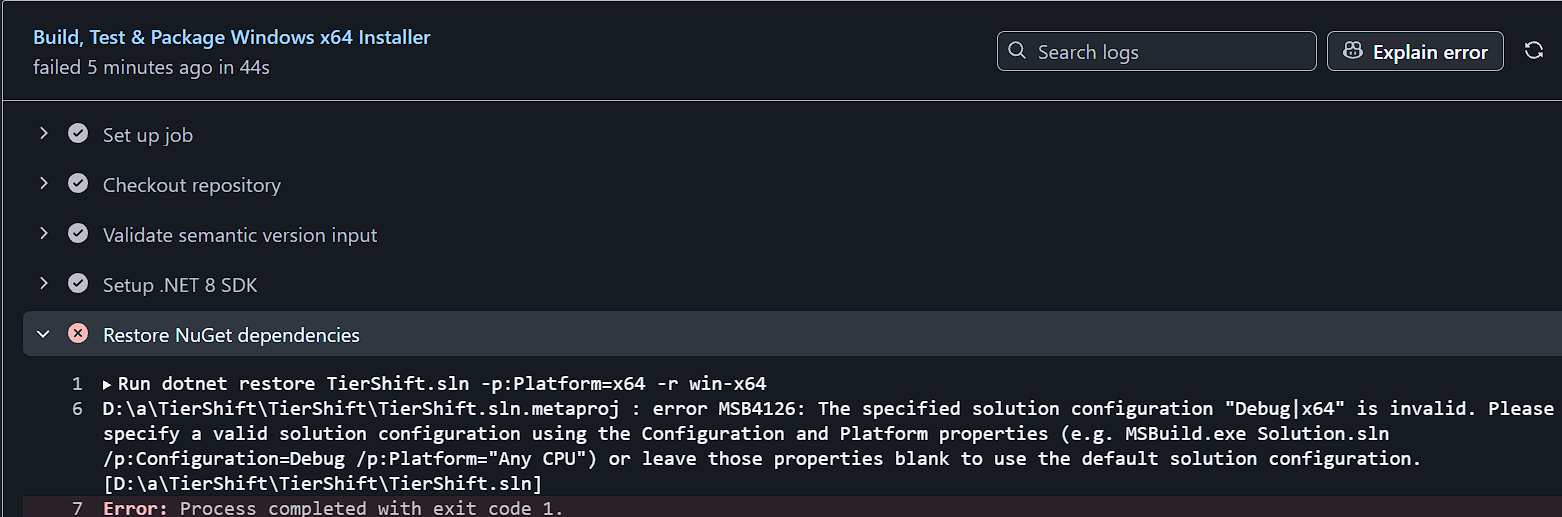 Build, Test & Package Windows x64 Installer
failed 5 minutes ago in 44s
Search logs
Explain error
Set up job
Checkout repository
Validate semantic version input
Setup .NET 8 SDK
Restore NuGet dependencies
1 Run dotnet restore TierShift.sln -p:Platform=x64 -r win-x64
6 D:\a\TierShift\TierShift\TierShift.sln.metaproj : error MSB4126: The specified solution configuration "Debug|x64" is invalid. Please
specify a valid solution configuration using the Configuration and Platform properties (e.g. MSBuild.exe Solution.sln
/p:Configuration=Debug /p:Platform="Any CPU") or leave those properties blank to use the default solution configuration.
[D:\a\TierShift\TierShift\TierShift.sln]
7 Error: Process completed with exit code 1.